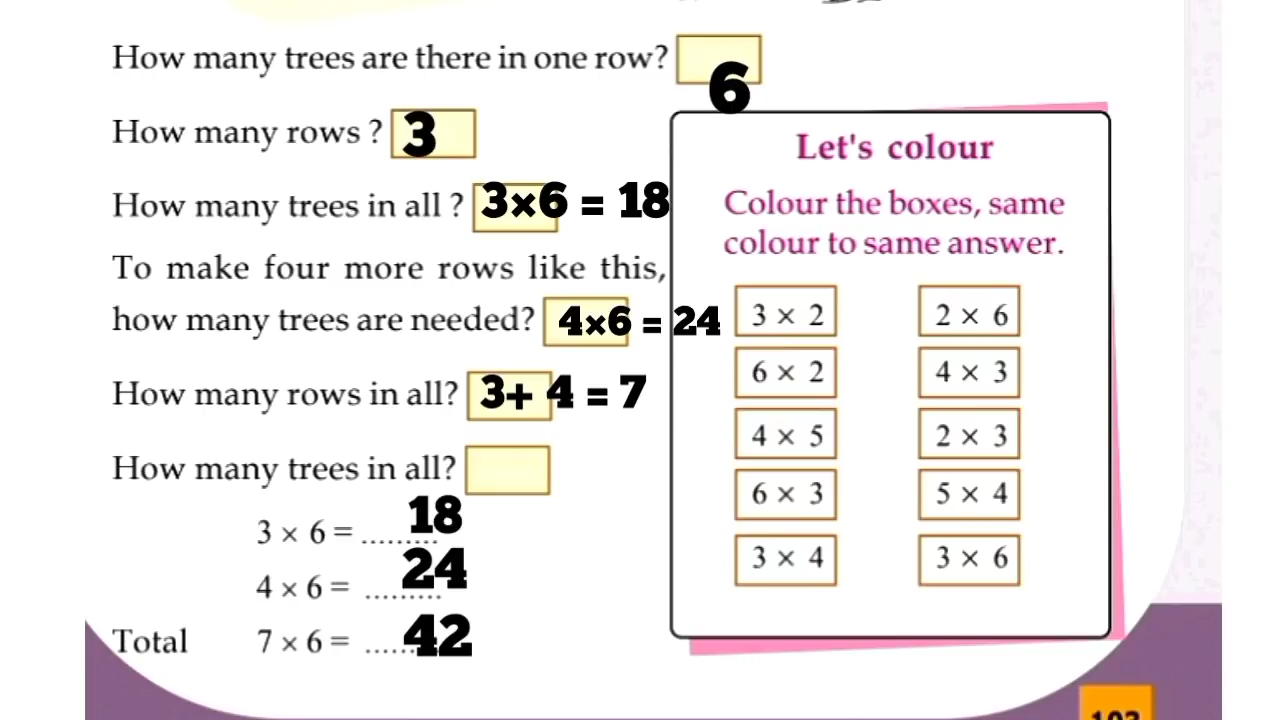 How many trees are there in one row? 6
How many rows ? 3
How many trees in all ? 3×6 = 18
To make four more rows like this,
how many trees are needed? 4×6 = 24
How many rows in all? 3+ 4 = 7
How many trees in all?
3 × 6 = ......... 18
4 × 6 = ......... 24
Total 7 × 6 = ...... 42
Let's colour
Colour the boxes, same
colour to same answer.
3 × 2 2 × 6
6 × 2 4 × 3
4 × 5 2 × 3
6 × 3 5 × 4
3 × 4 3 × 6